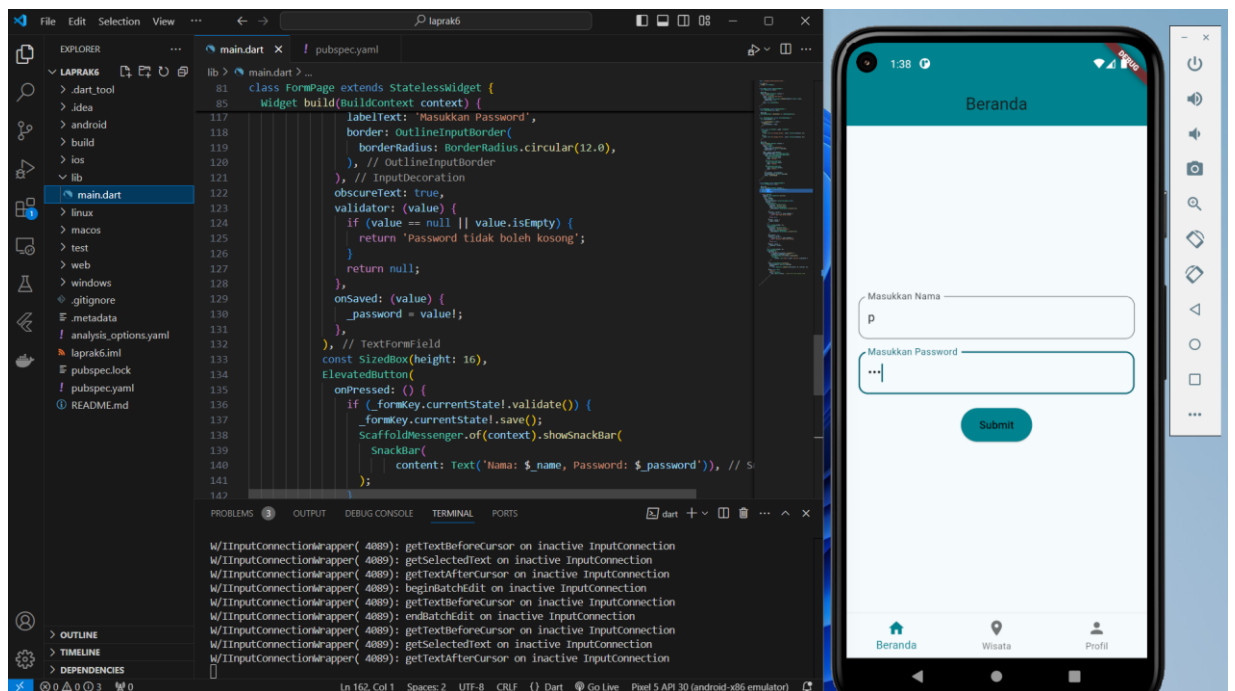 File Edit Selection View ··· laprak6
EXPLORER ···
LAPRAK6
.dart_tool
.idea
android
build
ios
lib
main.dart
linux
macos
test
web
windows
.gitignore
.metadata
analysis_options.yaml
laprak6.iml
pubspec.lock
pubspec.yaml
README.md
OUTLINE
TIMELINE
DEPENDENCIES
main.dart pubspec.yaml
lib > main.dart > ...
81 class FormPage extends StatelessWidget {
85 Widget build(BuildContext context) {
117 labelText: 'Masukkan Password',
118 border: OutlineInputBorder(
119 borderRadius: BorderRadius.circular(12.0),
120 ), // OutlineInputBorder
121 ), // InputDecoration
122 obscureText: true,
123 validator: (value) {
124 if (value == null || value.isEmpty) {
125 return 'Password tidak boleh kosong';
126 }
127 return null;
128 },
129 onSaved: (value) {
130 _password = value!;
131 },
132 ), // TextFormField
133 const SizedBox(height: 16),
134 ElevatedButton(
135 onPressed: () {
136 if (_formKey.currentState!.validate()) {
137 _formKey.currentState!.save();
138 ScaffoldMessenger.of(context).showSnackBar(
139 SnackBar(
140 content: Text('Nama: $_name, Password: $_password')), // S
141 );
142 }
PROBLEMS 3 OUTPUT DEBUG CONSOLE TERMINAL PORTS dart
W/IInputConnectionWrapper( 4089): getTextBeforeCursor on inactive InputConnection
W/IInputConnectionWrapper( 4089): getSelectedText on inactive InputConnection
W/IInputConnectionWrapper( 4089): getTextAfterCursor on inactive InputConnection
W/IInputConnectionWrapper( 4089): beginBatchEdit on inactive InputConnection
W/IInputConnectionWrapper( 4089): getTextBeforeCursor on inactive InputConnection
W/IInputConnectionWrapper( 4089): endBatchEdit on inactive InputConnection
W/IInputConnectionWrapper( 4089): getTextBeforeCursor on inactive InputConnection
W/IInputConnectionWrapper( 4089): getSelectedText on inactive InputConnection
W/IInputConnectionWrapper( 4089): getTextAfterCursor on inactive InputConnection
0 0 3 0 Ln 162, Col 1 Spaces: 2 UTF-8 CRLF {} Dart Go Live Pixel 5 API 30 (android-x86 emulator)
1:38
DEBUG
Beranda
Masukkan Nama
p
Masukkan Password
•••
Submit
Beranda Wisata Profil